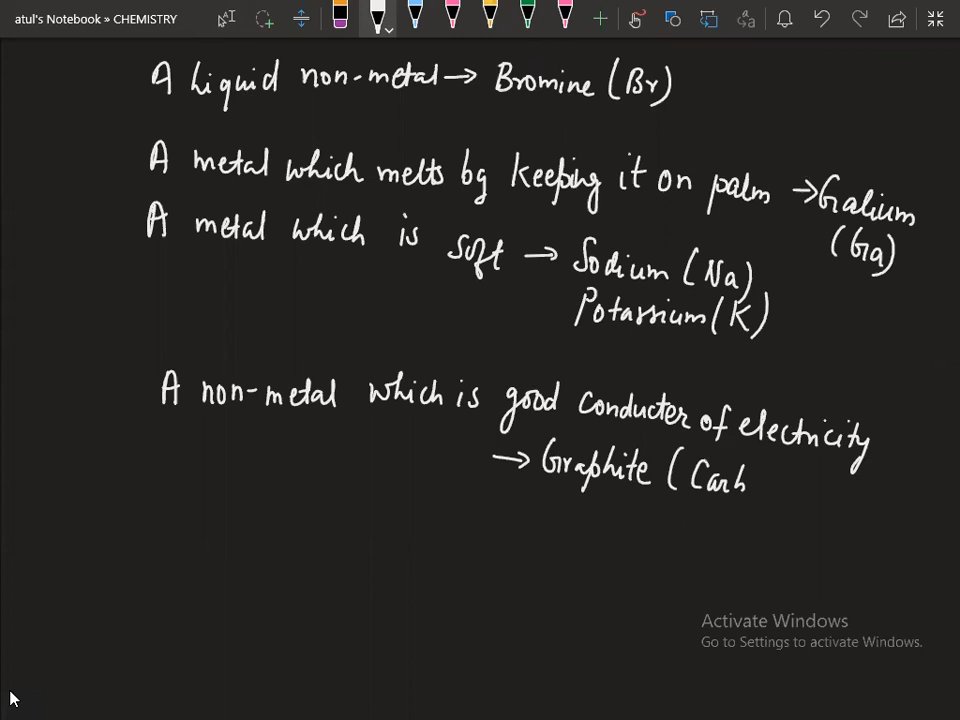 atul's Notebook » CHEMISTRY
A Liquid non-metal → Bromine (Br)
A metal which melts by keeping it on palm → Galium
(Ga)
A metal which is soft → Sodium (Na)
Potassium (K)
A non-metal which is good conducter of electricity
→ Graphite ( Carb
Activate Windows
Go to Settings to activate Windows.